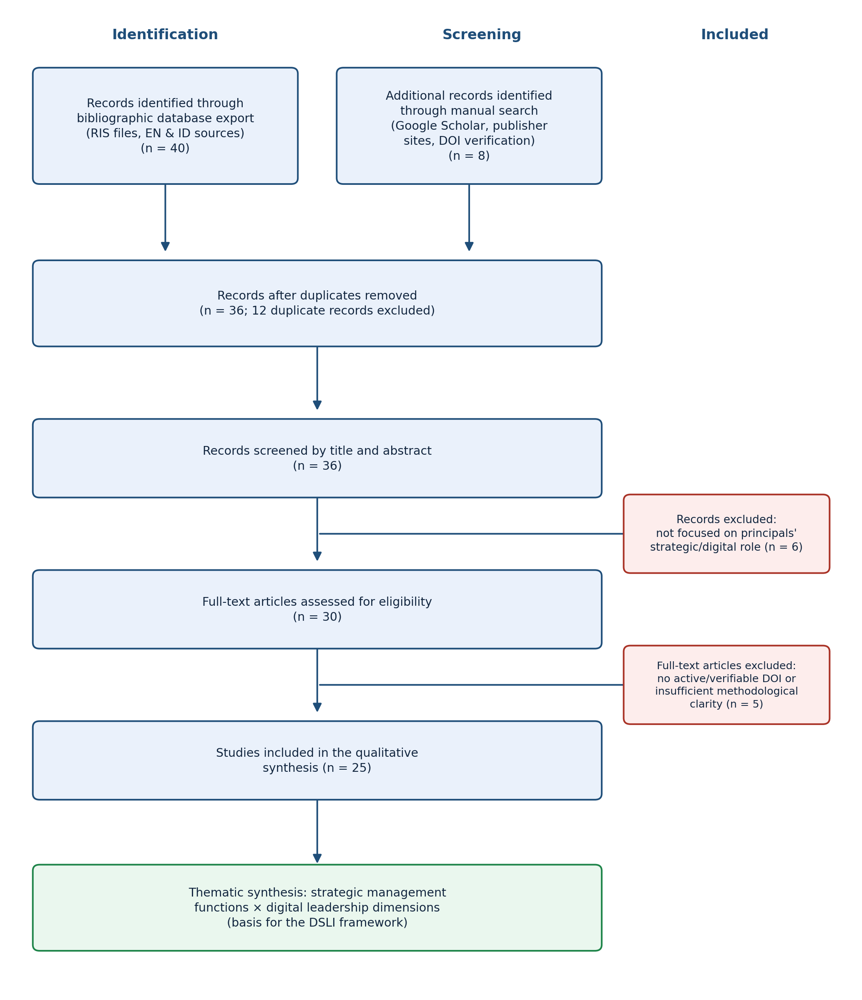 Identification
Screening
Included
Records identified through
bibliographic database export
(RIS files, EN & ID sources)
(n = 40)
Additional records identified
through manual search
(Google Scholar, publisher
sites, DOI verification)
(n = 8)
Records after duplicates removed
(n = 36; 12 duplicate records excluded)
Records screened by title and abstract
(n = 36)
Records excluded:
not focused on principals'
strategic/digital role (n = 6)
Full-text articles assessed for eligibility
(n = 30)
Full-text articles excluded:
no active/verifiable DOI or
insufficient methodological
clarity (n = 5)
Studies included in the qualitative
synthesis (n = 25)
Thematic synthesis: strategic management
functions × digital leadership dimensions
(basis for the DSLI framework)